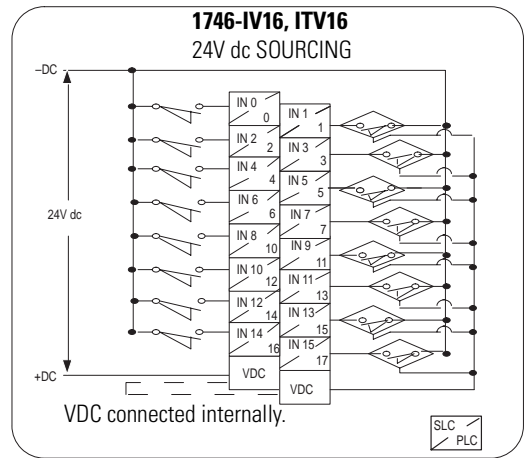 1746-IV16, ITV16
24V dc SOURCING
–DC
24V dc
+DC
IN 0
0
IN 1
1
IN 2
2
IN 3
3
IN 4
4
IN 5
5
IN 6
6
IN 7
7
IN 8
10
IN 9
11
IN 10
12
IN 11
13
IN 12
14
IN 13
15
IN 14
16
IN 15
17
VDC
VDC
VDC connected internally.
SLC
PLC